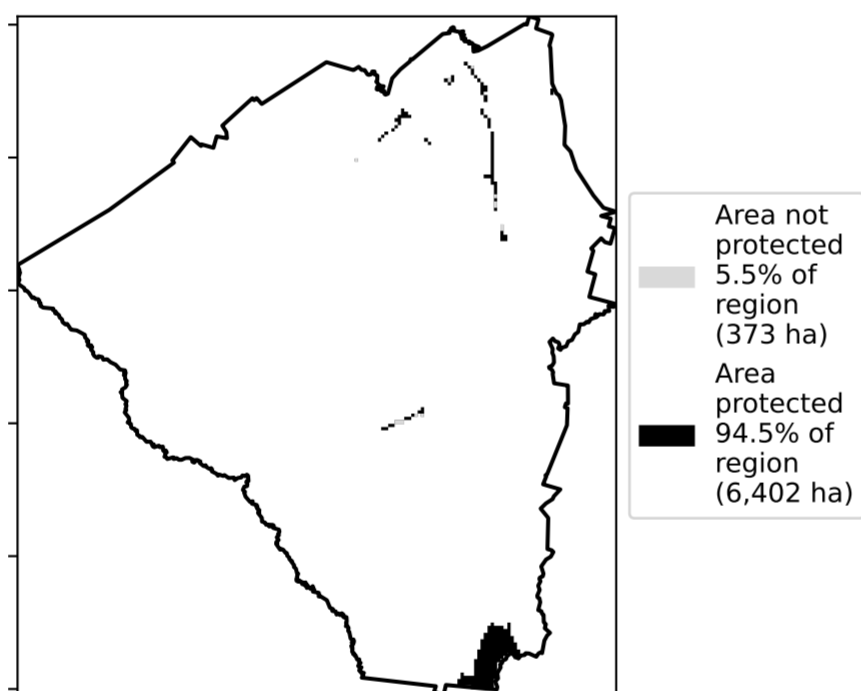 Area not
protected
5.5% of
region
(373 ha)
Area
protected
94.5% of
region
(6,402 ha)